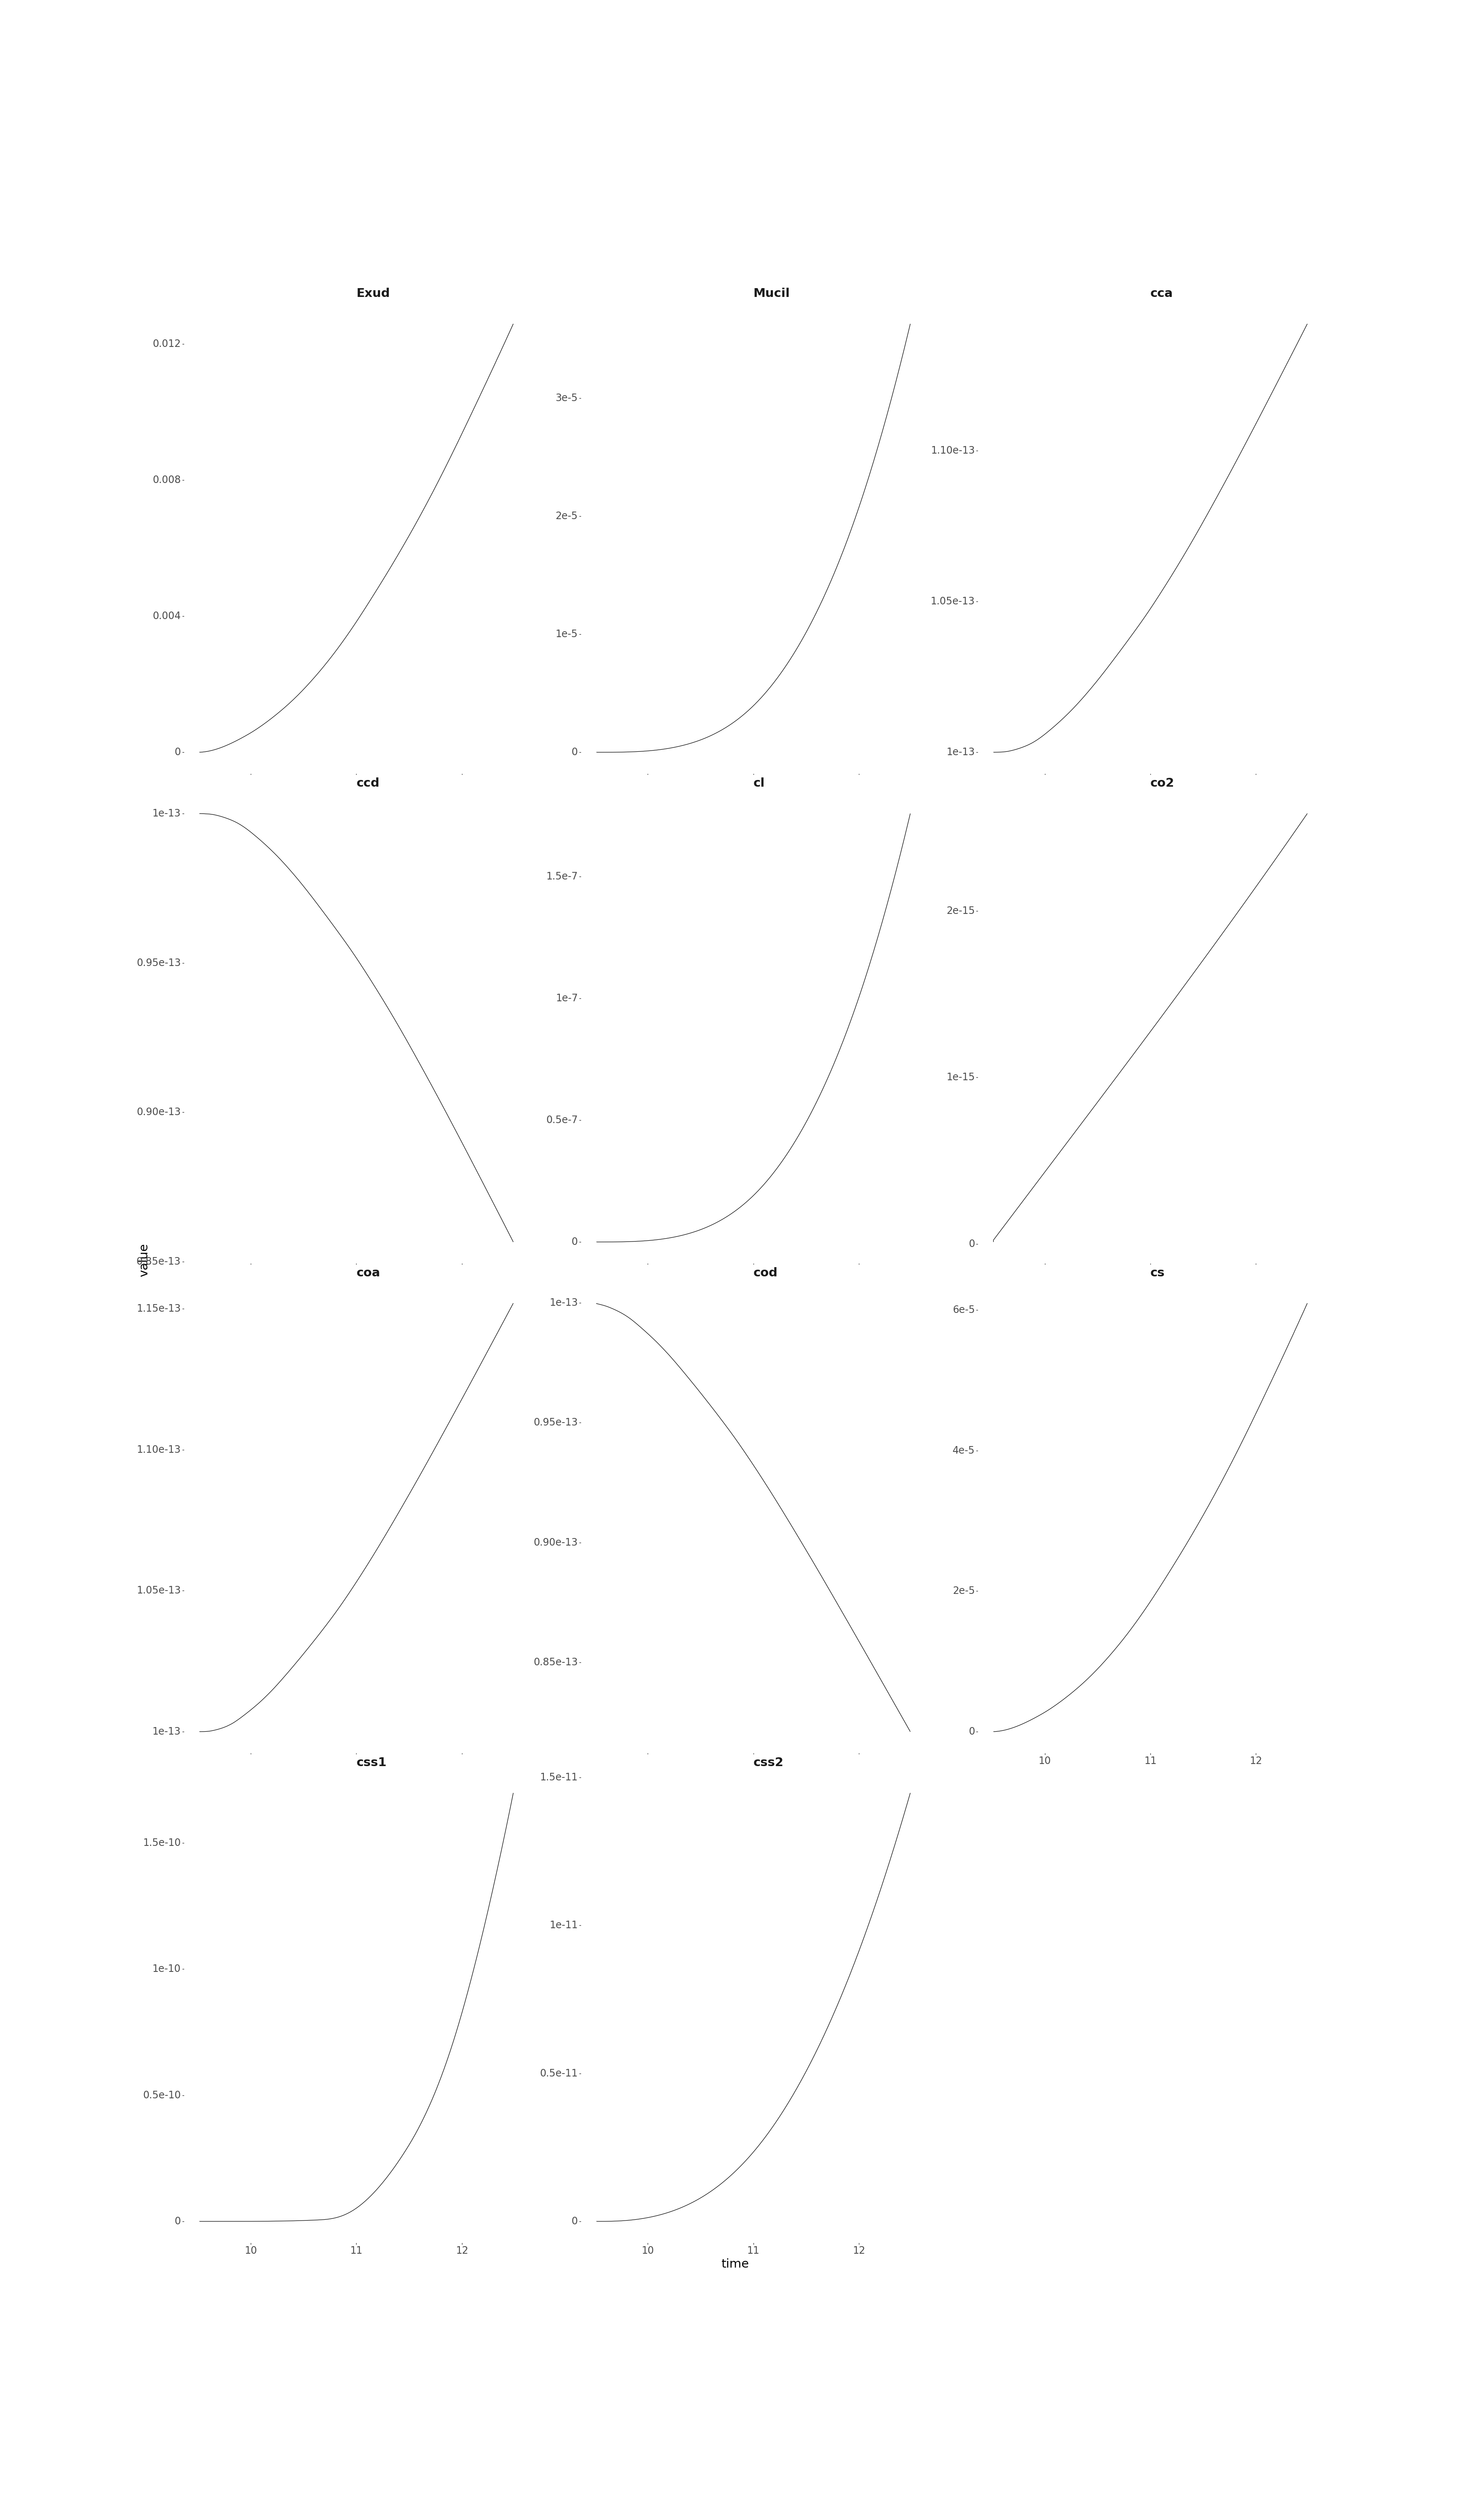 Exud Mucil cca
0.012
0.008
0.004
0
3e-5
2e-5
1e-5
0
1.10e-13
1.05e-13
1e-13
ccd cl co2
1e-13
0.95e-13
0.90e-13
0.85e-13
1.5e-7
1e-7
0.5e-7
0
2e-15
1e-15
0
value
coa cod cs
1.15e-13
1.10e-13
1.05e-13
1e-13
1e-13
0.95e-13
0.90e-13
0.85e-13
6e-5
4e-5
2e-5
0
10 11 12
css1 css2
1.5e-10
1e-10
0.5e-10
0
1.5e-11
1e-11
0.5e-11
0
10 11 12 10 11 12
time